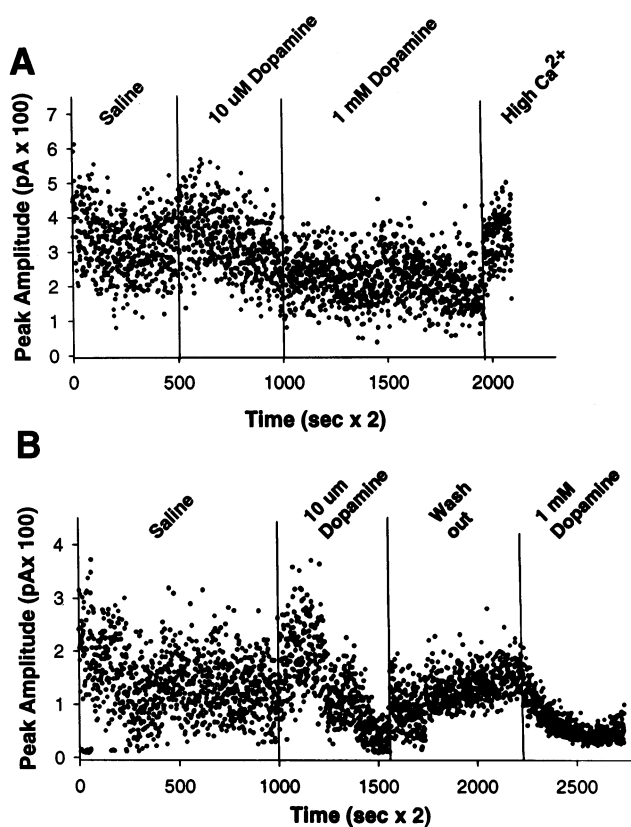 A
Saline
10 uM Dopamine
1 mM Dopamine
High Ca2+
Peak Amplitude (pA x 100)
7
6
5
4
3
2
1
0
0
500
1000
1500
2000
Time (sec x 2)
B
Saline
10 um
Dopamine
Wash
out
1 mM
Dopamine
Peak Amplitude (pAx 100)
4
3
2
1
0
0
500
1000
1500
2000
2500
Time (sec x 2)